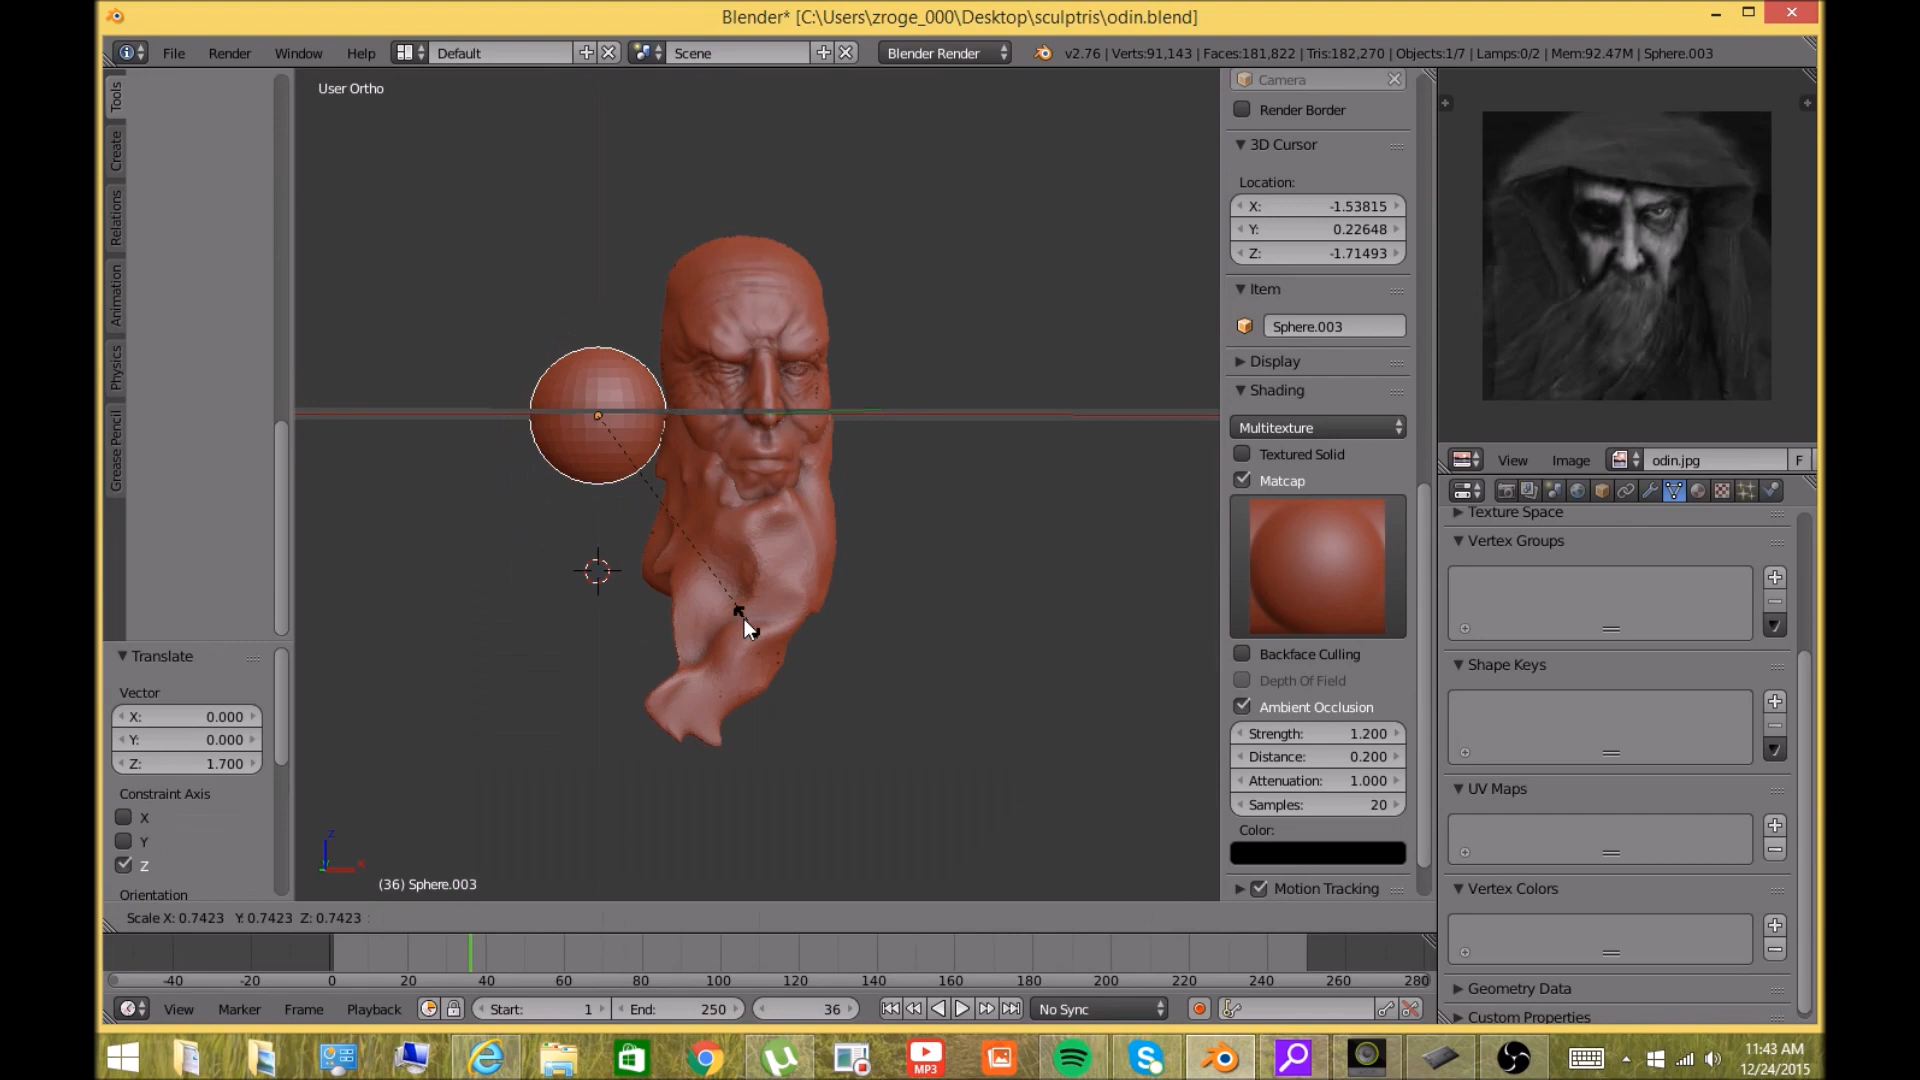 Blender* [C:\Users\zroge_000\Desktop\sculptris\odin.blend]
File Render Window Help Default Scene Blender Render v2.76 | Verts:91,143 | Faces:181,822 | Tris:182,270 | Objects:1/7 | Lamps:0/2 | Mem:92.47M | Sphere.003
Tools
Create
Relations
Animation
Physics
Grease Pencil
User Ortho
Translate
Vector
X: 0.000
Y: 0.000
Z: 1.700
Constraint Axis
X
Y
Z
Orientation
(36) Sphere.003
Scale X: 0.7423 Y: 0.7423 Z: 0.7423
Camera
Render Border
3D Cursor
Location:
X: -1.53815
Y: 0.22648
Z: -1.71493
Item
Sphere.003
Display
Shading
Multitexture
Textured Solid
Matcap
Backface Culling
Depth Of Field
Ambient Occlusion
Strength: 1.200
Distance: 0.200
Attenuation: 1.000
Samples: 20
Color:
Motion Tracking
View Image odin.jpg F
Texture Space
Vertex Groups
Shape Keys
UV Maps
Vertex Colors
Geometry Data
Custom Properties
-40 -20 0 20 40 60 80 100 120 140 160 180 200 220 240 260 280
View Marker Frame Playback Start: 1 End: 250 36 No Sync
MP3
11:43 AM
12/24/2015